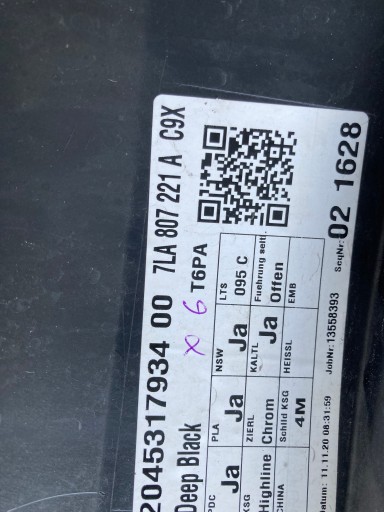 2045317934 00 7LA 807 221 A C9X
Deep Black X 6 T6PA
PDC PLA NSW LTS
Ja Ja Ja 095 C
KSG ZIERL KALTL Fuehrung seit
Highline Chrom Ja Offen
CHINA Schild KSG HEISSL EMB
4M
Datum: 11.11.20 08:31:59 JobNr: 13558393 SeqNr: 02 1628